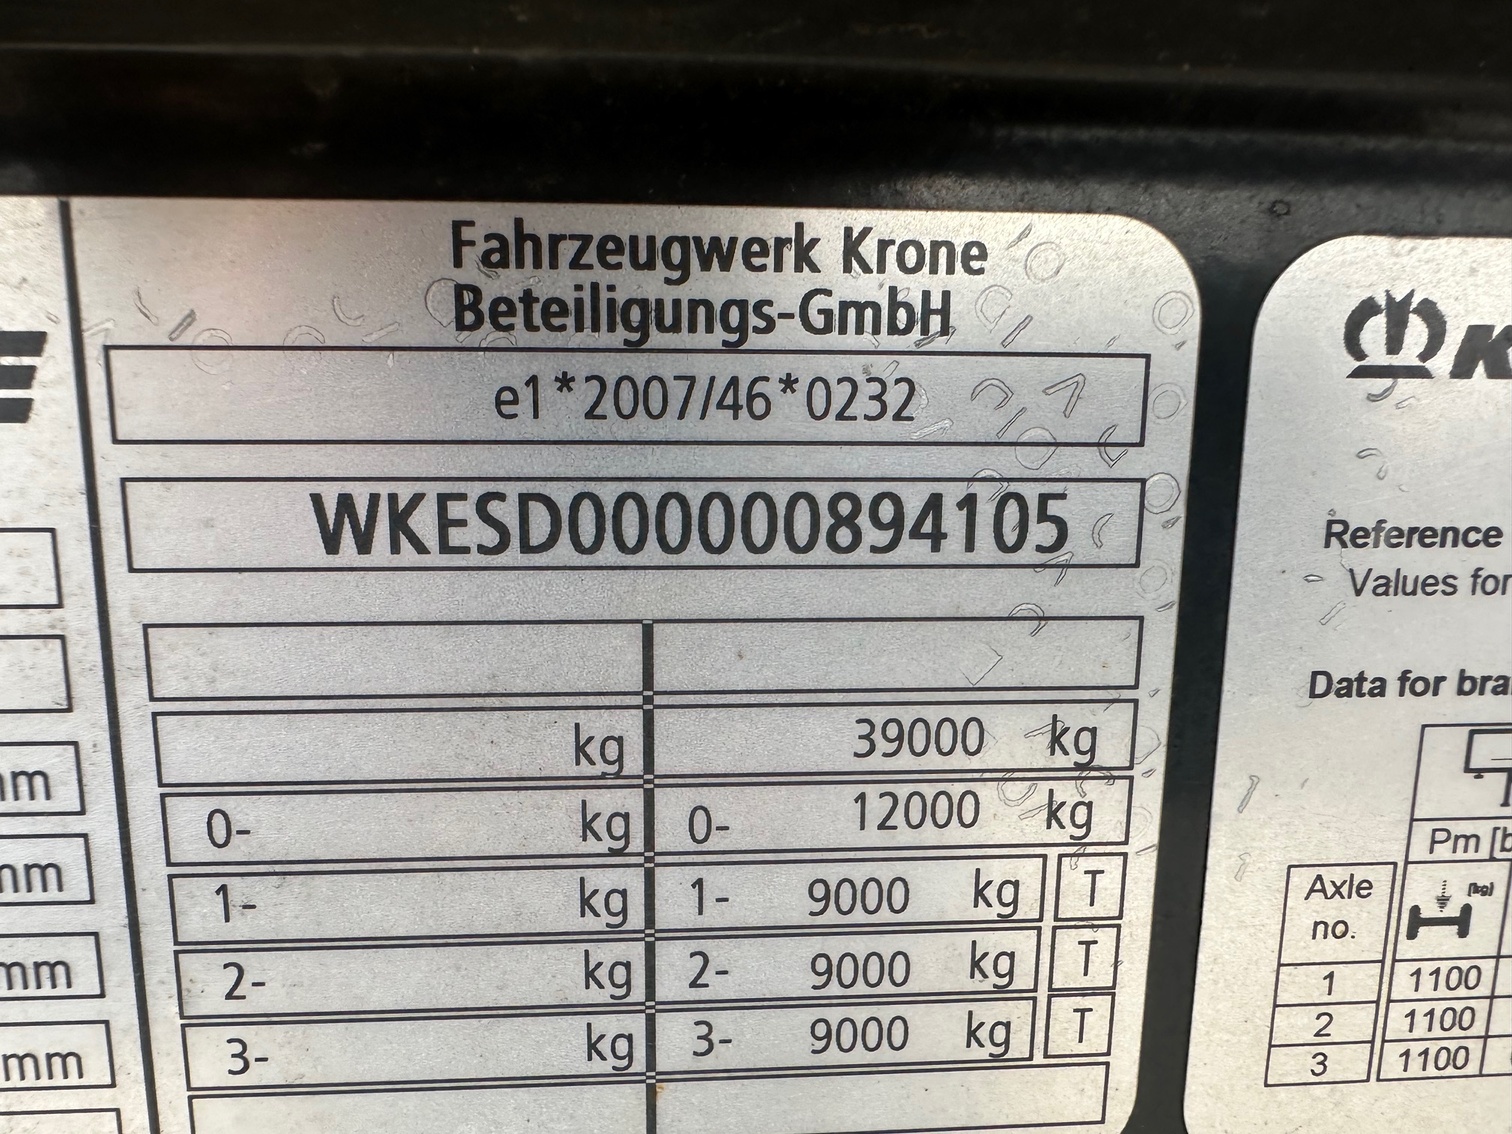 Fahrzeugwerk Krone
Beteiligungs-GmbH
e1*2007/46*0232
WKESD000000894105
kg 39000 kg
0- kg 0- 12000 kg
1- kg 1- 9000 kg T
2- kg 2- 9000 kg T
3- kg 3- 9000 kg T
mm
mm
mm
mm
Reference
Values for
Data for
Pm
Axle
no.
[kg]
1 1100
2 1100
3 1100